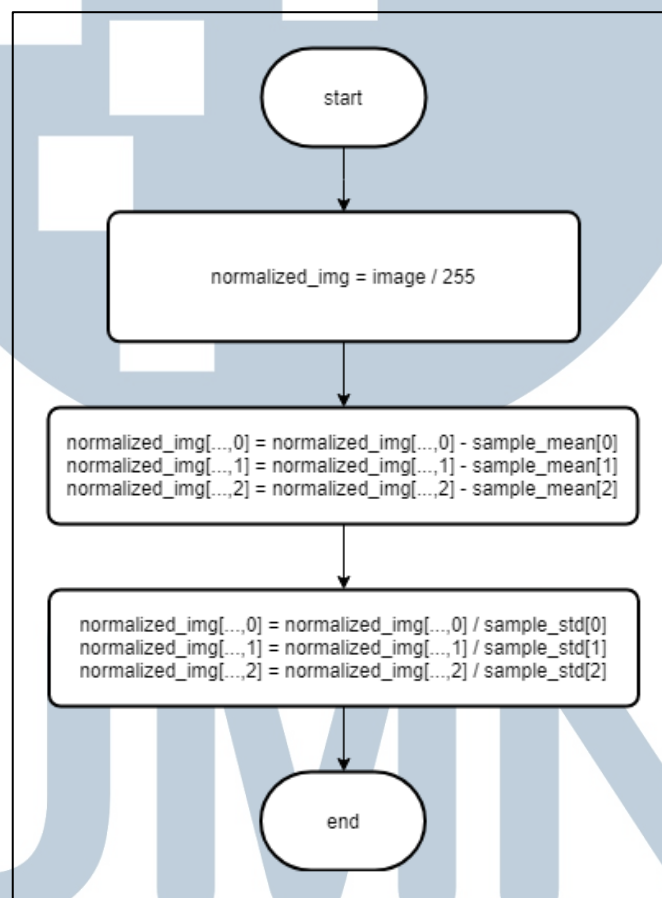 start
normalized_img = image / 255
normalized_img[...,0] = normalized_img[...,0] - sample_mean[0]
normalized_img[...,1] = normalized_img[...,1] - sample_mean[1]
normalized_img[...,2] = normalized_img[...,2] - sample_mean[2]
normalized_img[...,0] = normalized_img[...,0] / sample_std[0]
normalized_img[...,1] = normalized_img[...,1] / sample_std[1]
normalized_img[...,2] = normalized_img[...,2] / sample_std[2]
end
UMN